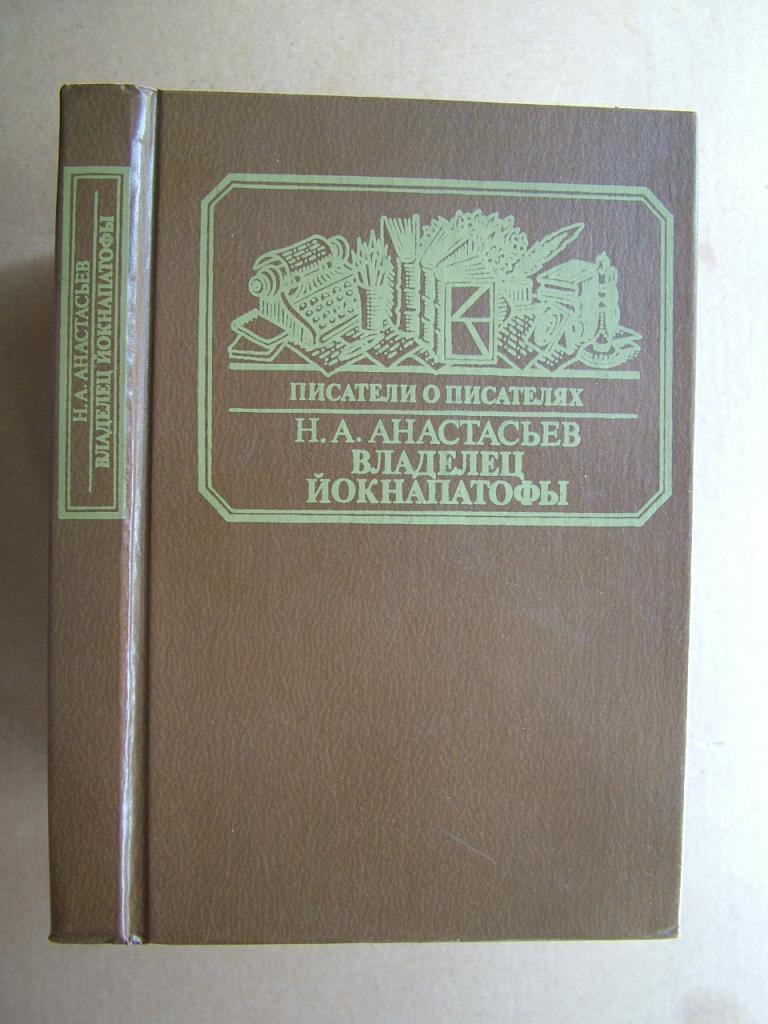 Н. А. АНАСТАСЬЕВ
ВЛАДЕЛЕЦ ЙОКНАПАТОФЫ
К
ПИСАТЕЛИ О ПИСАТЕЛЯХ
Н. А. АНАСТАСЬЕВ
ВЛАДЕЛЕЦ
ЙОКНАПАТОФЫ